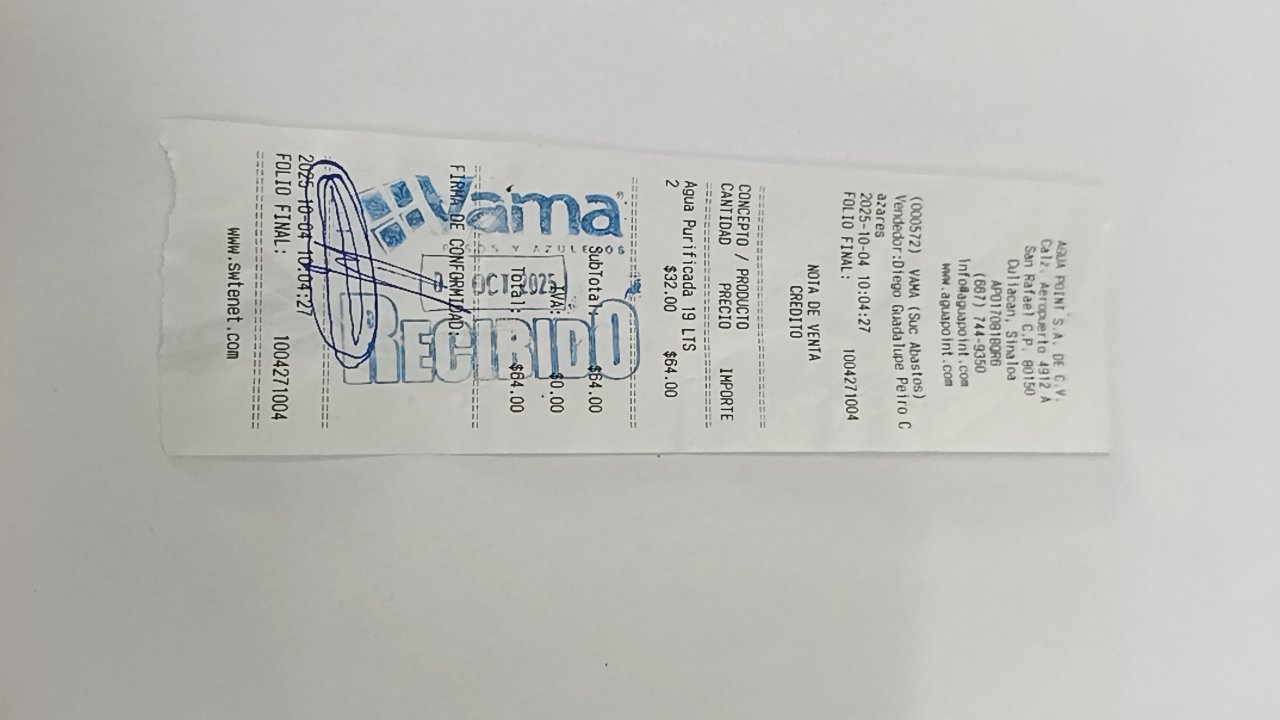 AGUA POINT S.A. DE C.V.
Calz. Aeropuerto 4912 A
San Rafael C.P. 80150
Culiacan, Sinaloa
(667) 744-9350
info@aguapoint.com
www.aguapoint.com
(000572) VAMA (Suc Abastos)
Vendedor:Diego Guadalupe Peiro C
azares
2025-10-04 10:04:27 1004271004
FOLIO FINAL:
NOTA DE VENTA
CREDITO
CONCEPTO / PRODUCTO
CANTIDAD PRECIO IMPORTE
Agua Purificada 19 LTS
2 $32.00 $64.00
SubTotal: $64.00
IVA: $0.00
Total: $64.00
Vama
PISOS Y AZULEJOS
OCT 2025
RECIBIDO
FIRMA DE CONFORMIDAD:
2025-10-04 10:04:27
FOLIO FINAL: 1004271004
www.swtenet.com